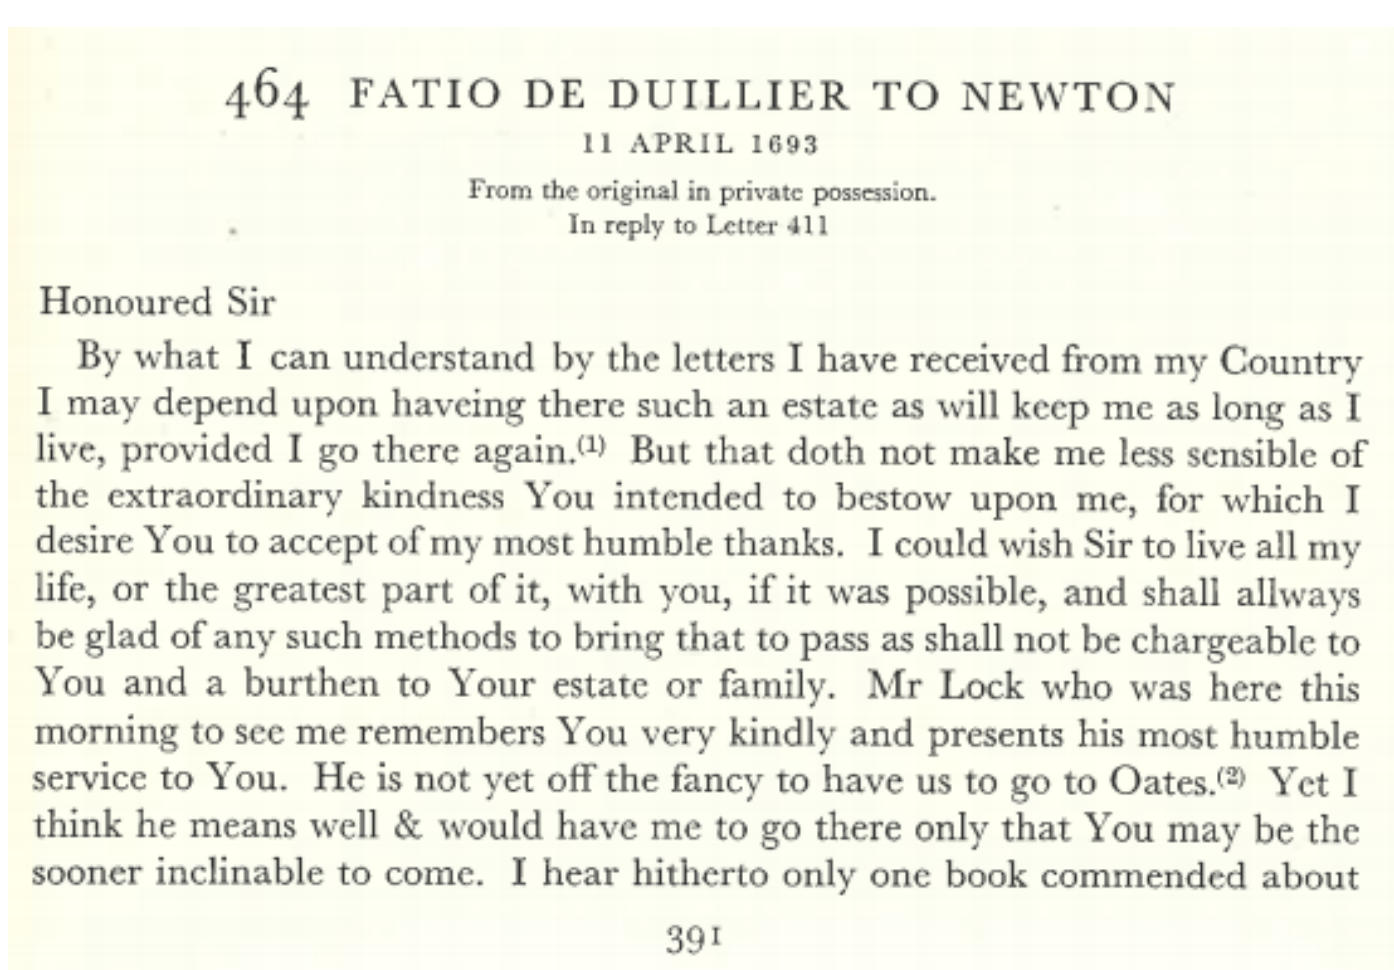 464 FATIO DE DUILLIER TO NEWTON
11 APRIL 1693
From the original in private possession.
In reply to Letter 411
Honoured Sir
By what I can understand by the letters I have received from my Country
I may depend upon haveing there such an estate as will keep me as long as I
live, provided I go there again.(1) But that doth not make me less sensible of
the extraordinary kindness You intended to bestow upon me, for which I
desire You to accept of my most humble thanks. I could wish Sir to live all my
life, or the greatest part of it, with you, if it was possible, and shall allways
be glad of any such methods to bring that to pass as shall not be chargeable to
You and a burthen to Your estate or family. Mr Lock who was here this
morning to see me remembers You very kindly and presents his most humble
service to You. He is not yet off the fancy to have us to go to Oates.(2) Yet I
think he means well & would have me to go there only that You may be the
sooner inclinable to come. I hear hitherto only one book commended about
391